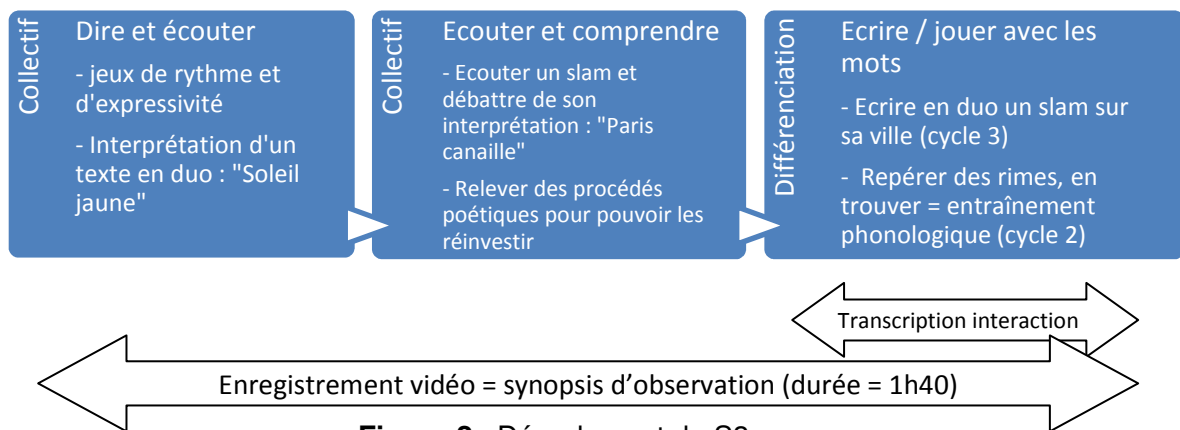 Collectif
Dire et écouter
- jeux de rythme et
d'expressivité
- Interprétation d'un
texte en duo : "Soleil
jaune"
Collectif
Ecouter et comprendre
- Ecouter un slam et
débattre de son
interprétation : "Paris
canaille"
- Relever des procédés
poétiques pour pouvoir les
réinvestir
Différenciation
Ecrire / jouer avec les
mots
- Ecrire en duo un slam sur
sa ville (cycle 3)
- Repérer des rimes, en
trouver = entraînement
phonologique (cycle 2)
Transcription interaction
Enregistrement vidéo = synopsis d'observation (durée = 1h40)